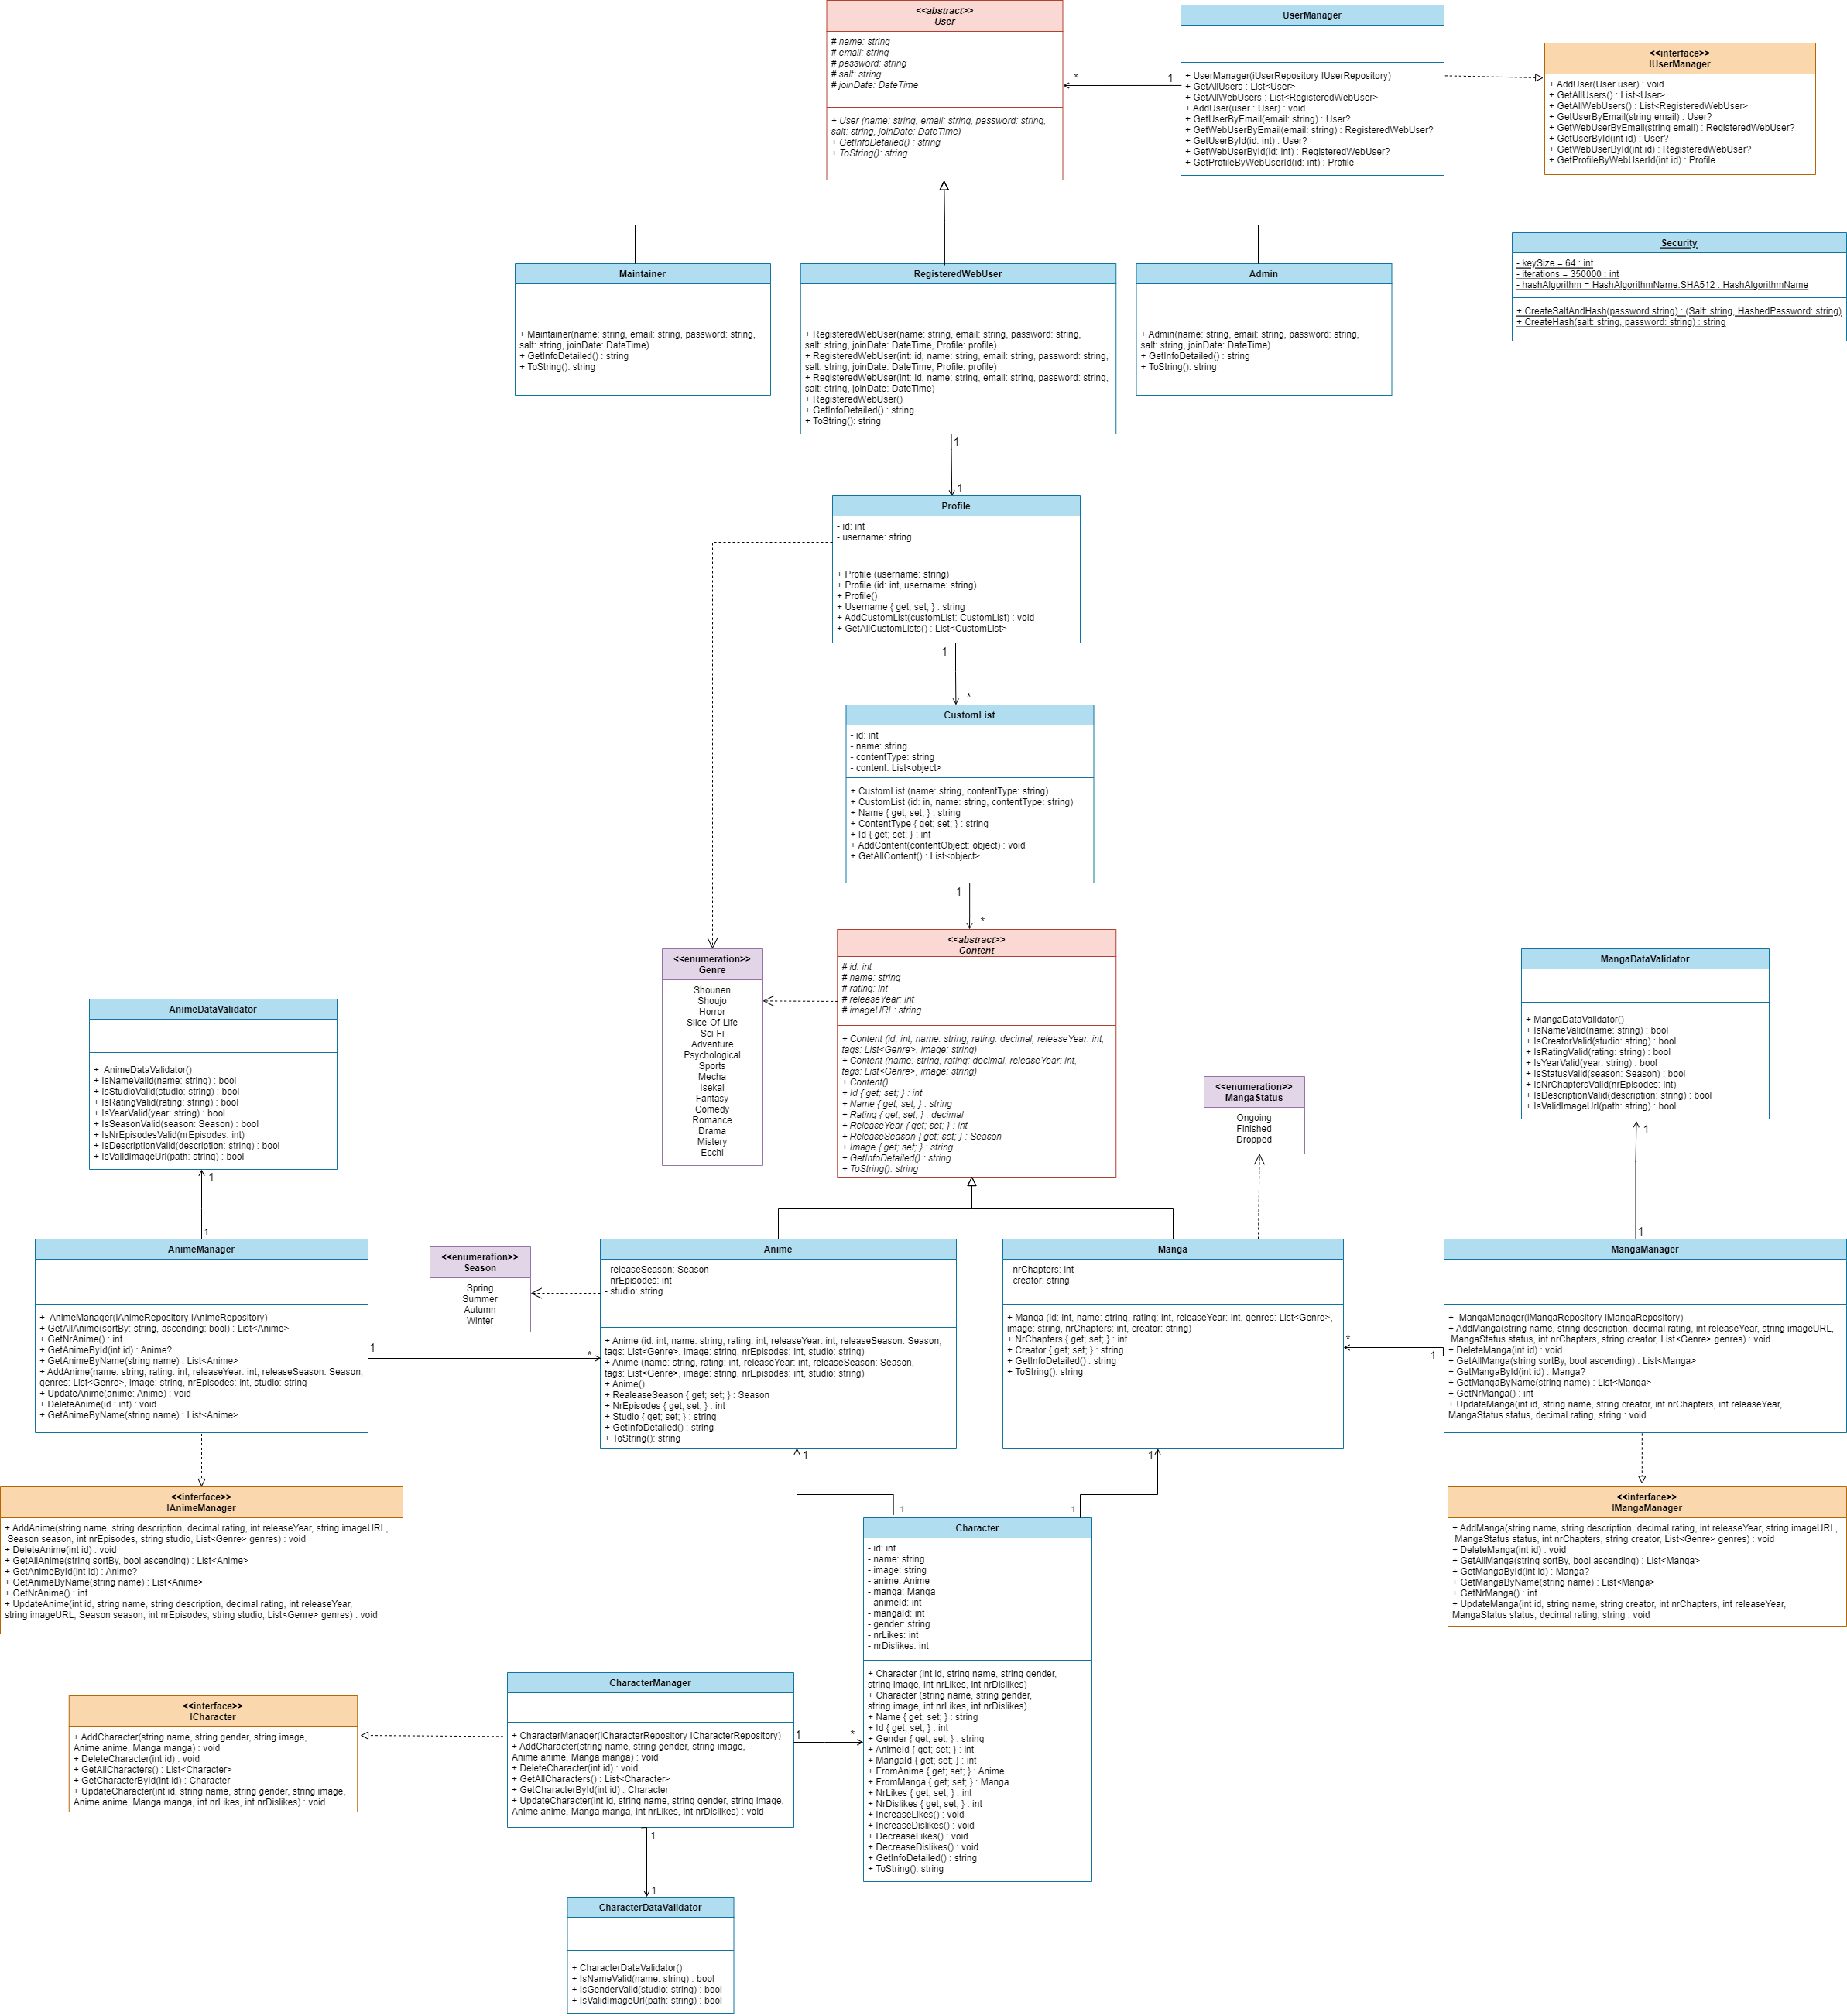 <<abstract>>
User
# name: string
# email: string
# password: string
# salt: string
# joinDate: DateTime
+ User (name: string, email: string, password: string,
salt: string, joinDate: DateTime)
+ GetInfoDetailed() : string
+ ToString(): string
UserManager
+ UserManager(iUserRepository IUserRepository)
+ GetAllUsers : List<User>
+ GetAllWebUsers : List<RegisteredWebUser>
+ AddUser(user : User) : void
+ GetUserByEmail(email: string) : User?
+ GetWebUserByEmail(email: string) : RegisteredWebUser?
+ GetUserById(id: int) : User?
+ GetWebUserById(id: int) : RegisteredWebUser?
+ GetProfileByWebUserId(id: int) : Profile
* 1
<<interface>>
IUserManager
+ AddUser(User user) : void
+ GetAllUsers() : List<User>
+ GetAllWebUsers() : List<RegisteredWebUser>
+ GetUserByEmail(string email) : User?
+ GetWebUserByEmail(string email) : RegisteredWebUser?
+ GetUserById(int id) : User?
+ GetWebUserById(int id) : RegisteredWebUser?
+ GetProfileByWebUserId(int id) : Profile
Security
- keySize = 64 : int
- iterations = 350000 : int
- hashAlgorithm = HashAlgorithmName.SHA512 : HashAlgorithmName
+ CreateSaltAndHash(password string) : (Salt: string, HashedPassword: string)
+ CreateHash(salt: string, password: string) : string
Maintainer
+ Maintainer(name: string, email: string, password: string,
salt: string, joinDate: DateTime)
+ GetInfoDetailed() : string
+ ToString(): string
RegisteredWebUser
+ RegisteredWebUser(name: string, email: string, password: string,
salt: string, joinDate: DateTime, Profile: profile)
+ RegisteredWebUser(int: id, name: string, email: string, password: string,
salt: string, joinDate: DateTime, Profile: profile)
+ RegisteredWebUser(int: id, name: string, email: string, password: string,
salt: string, joinDate: DateTime)
+ RegisteredWebUser()
+ GetInfoDetailed() : string
+ ToString(): string
Admin
+ Admin(name: string, email: string, password: string,
salt: string, joinDate: DateTime)
+ GetInfoDetailed() : string
+ ToString(): string
1
1
Profile
- id: int
- username: string
+ Profile (username: string)
+ Profile (id: int, username: string)
+ Profile()
+ Username { get; set; } : string
+ AddCustomList(customList: CustomList) : void
+ GetAllCustomLists() : List<CustomList>
1
*
CustomList
- id: int
- name: string
- contentType: string
- content: List<object>
+ CustomList (name: string, contentType: string)
+ CustomList (id: in, name: string, contentType: string)
+ Name { get; set; } : string
+ ContentType { get; set; } : string
+ Id { get; set; } : int
+ AddContent(contentObject: object) : void
+ GetAllContent() : List<object>
1
*
<<enumeration>>
Genre
Shounen
Shoujo
Horror
Slice-Of-Life
Sci-Fi
Adventure
Psychological
Sports
Mecha
Isekai
Fantasy
Comedy
Romance
Drama
Mistery
Ecchi
<<abstract>>
Content
# id: int
# name: string
# rating: int
# releaseYear: int
# imageURL: string
+ Content (id: int, name: string, rating: decimal, releaseYear: int,
tags: List<Genre>, image: string)
+ Content (name: string, rating: decimal, releaseYear: int,
tags: List<Genre>, image: string)
+ Content()
+ Id { get; set; } : int
+ Name { get; set; } : string
+ Rating { get; set; } : decimal
+ ReleaseYear { get; set; } : int
+ ReleaseSeason { get; set; } : Season
+ Image { get; set; } : string
+ GetInfoDetailed() : string
+ ToString(): string
<<enumeration>>
MangaStatus
Ongoing
Finished
Dropped
MangaDataValidator
+ MangaDataValidator()
+ IsNameValid(name: string) : bool
+ IsCreatorValid(studio: string) : bool
+ IsRatingValid(rating: string) : bool
+ IsYearValid(year: string) : bool
+ IsStatusValid(season: Season) : bool
+ IsNrChaptersValid(nrEpisodes: int)
+ IsDescriptionValid(description: string) : bool
+ IsValidImageUrl(path: string) : bool
1
1
AnimeDataValidator
+  AnimeDataValidator()
+ IsNameValid(name: string) : bool
+ IsStudioValid(studio: string) : bool
+ IsRatingValid(rating: string) : bool
+ IsYearValid(year: string) : bool
+ IsSeasonValid(season: Season) : bool
+ IsNrEpisodesValid(nrEpisodes: int)
+ IsDescriptionValid(description: string) : bool
+ IsValidImageUrl(path: string) : bool
1
1
AnimeManager
+  AnimeManager(iAnimeRepository IAnimeRepository)
+ GetAllAnime(sortBy: string, ascending: bool) : List<Anime>
+ GetNrAnime() : int
+ GetAnimeById(int id) : Anime?
+ GetAnimeByName(string name) : List<Anime>
+ AddAnime(name: string, rating: int, releaseYear: int, releaseSeason: Season,
genres: List<Genre>, image: string, nrEpisodes: int, studio: string
+ UpdateAnime(anime: Anime) : void
+ DeleteAnime(id : int) : void
+ GetAnimeByName(string name) : List<Anime>
1 *
<<enumeration>>
Season
Spring
Summer
Autumn
Winter
Anime
- releaseSeason: Season
- nrEpisodes: int
- studio: string
+ Anime (id: int, name: string, rating: int, releaseYear: int, releaseSeason: Season,
tags: List<Genre>, image: string, nrEpisodes: int, studio: string)
+ Anime (name: string, rating: int, releaseYear: int, releaseSeason: Season,
tags: List<Genre>, image: string, nrEpisodes: int, studio: string)
+ Anime()
+ RealeaseSeason { get; set; } : Season
+ NrEpisodes { get; set; } : int
+ Studio { get; set; } : string
+ GetInfoDetailed() : string
+ ToString(): string
Manga
- nrChapters: int
- creator: string
+ Manga (id: int, name: string, rating: int, releaseYear: int, genres: List<Genre>,
image: string, nrChapters: int, creator: string)
+ NrChapters { get; set; } : int
+ Creator { get; set; } : string
+ GetInfoDetailed() : string
+ ToString(): string
* 1
MangaManager
+  MangaManager(iMangaRepository IMangaRepository)
+ AddManga(string name, string description, decimal rating, int releaseYear, string imageURL,
MangaStatus status, int nrChapters, string creator, List<Genre> genres) : void
+ DeleteManga(int id) : void
+ GetAllManga(string sortBy, bool ascending) : List<Manga>
+ GetMangaById(int id) : Manga?
+ GetMangaByName(string name) : List<Manga>
+ GetNrManga() : int
+ UpdateManga(int id, string name, string creator, int nrChapters, int releaseYear,
MangaStatus status, decimal rating, string : void
<<interface>>
IAnimeManager
+ AddAnime(string name, string description, decimal rating, int releaseYear, string imageURL,
Season season, int nrEpisodes, string studio, List<Genre> genres) : void
+ DeleteAnime(int id) : void
+ GetAllAnime(string sortBy, bool ascending) : List<Anime>
+ GetAnimeById(int id) : Anime?
+ GetAnimeByName(string name) : List<Anime>
+ GetNrAnime() : int
+ UpdateAnime(int id, string name, string description, decimal rating, int releaseYear,
string imageURL, Season season, int nrEpisodes, string studio, List<Genre> genres) : void
1 1
1 1
<<interface>>
IMangaManager
+ AddManga(string name, string description, decimal rating, int releaseYear, string imageURL,
MangaStatus status, int nrChapters, string creator, List<Genre> genres) : void
+ DeleteManga(int id) : void
+ GetAllManga(string sortBy, bool ascending) : List<Manga>
+ GetMangaById(int id) : Manga?
+ GetMangaByName(string name) : List<Manga>
+ GetNrManga() : int
+ UpdateManga(int id, string name, string creator, int nrChapters, int releaseYear,
MangaStatus status, decimal rating, string : void
Character
- id: int
- name: string
- image: string
- anime: Anime
- manga: Manga
- animeId: int
- mangaId: int
- gender: string
- nrLikes: int
- nrDislikes: int
+ Character (int id, string name, string gender,
string image, int nrLikes, int nrDislikes)
+ Character (string name, string gender,
string image, int nrLikes, int nrDislikes)
+ Name { get; set; } : string
+ Id { get; set; } : int
+ Gender { get; set; } : string
+ AnimeId { get; set; } : int
+ MangaId { get; set; } : int
+ FromAnime { get; set; } : Anime
+ FromManga { get; set; } : Manga
+ NrLikes { get; set; } : int
+ NrDislikes { get; set; } : int
+ IncreaseLikes() : void
+ IncreaseDislikes() : void
+ DecreaseLikes() : void
+ DecreaseDislikes() : void
+ GetInfoDetailed() : string
+ ToString(): string
<<interface>>
ICharacter
+ AddCharacter(string name, string gender, string image,
Anime anime, Manga manga) : void
+ DeleteCharacter(int id) : void
+ GetAllCharacters() : List<Character>
+ GetCharacterById(int id) : Character
+ UpdateCharacter(int id, string name, string gender, string image,
Anime anime, Manga manga, int nrLikes, int nrDislikes) : void
CharacterManager
+ CharacterManager(iCharacterRepository ICharacterRepository)
+ AddCharacter(string name, string gender, string image,
Anime anime, Manga manga) : void
+ DeleteCharacter(int id) : void
+ GetAllCharacters() : List<Character>
+ GetCharacterById(int id) : Character
+ UpdateCharacter(int id, string name, string gender, string image,
Anime anime, Manga manga, int nrLikes, int nrDislikes) : void
1 *
1
1
CharacterDataValidator
+ CharacterDataValidator()
+ IsNameValid(name: string) : bool
+ IsGenderValid(studio: string) : bool
+ IsValidImageUrl(path: string) : bool